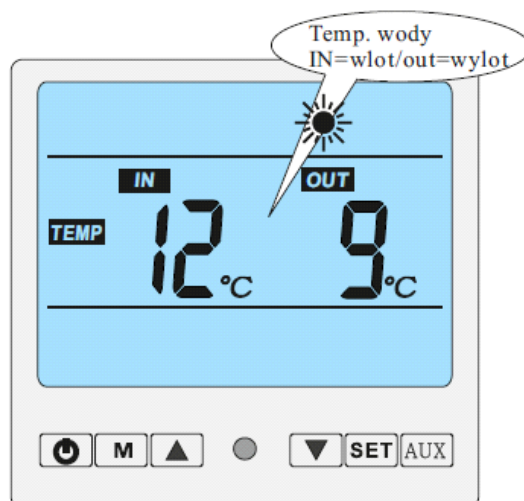 Temp. wody
IN=wlot/out=wylot
IN OUT
TEMP 12 °C 9 °C
M SET AUX